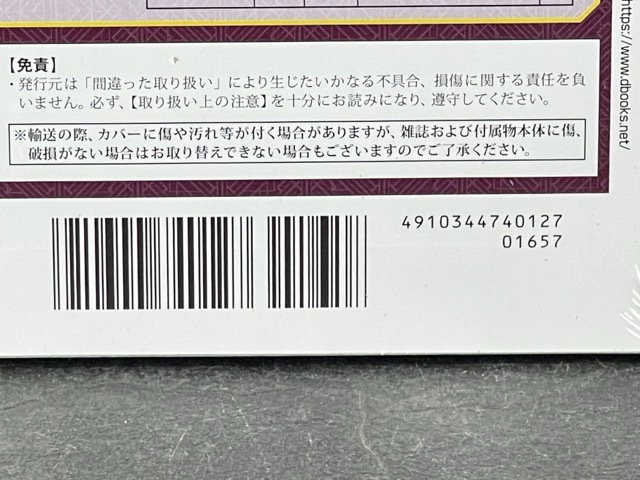 【免責】
・発行元は「間違った取り扱い」により生じたいかなる不具合、損傷に関する責任を負
いません。必ず、【取り扱い上の注意】を十分にお読みになり、遵守してください。
※輸送の際、カバーに傷や汚れ等が付く場合がありますが、雑誌および付属物本体に傷、
破損がない場合はお取り替えできない場合もございますのでご了承ください。
4910344740127
01657
https://www.dbooks.net/